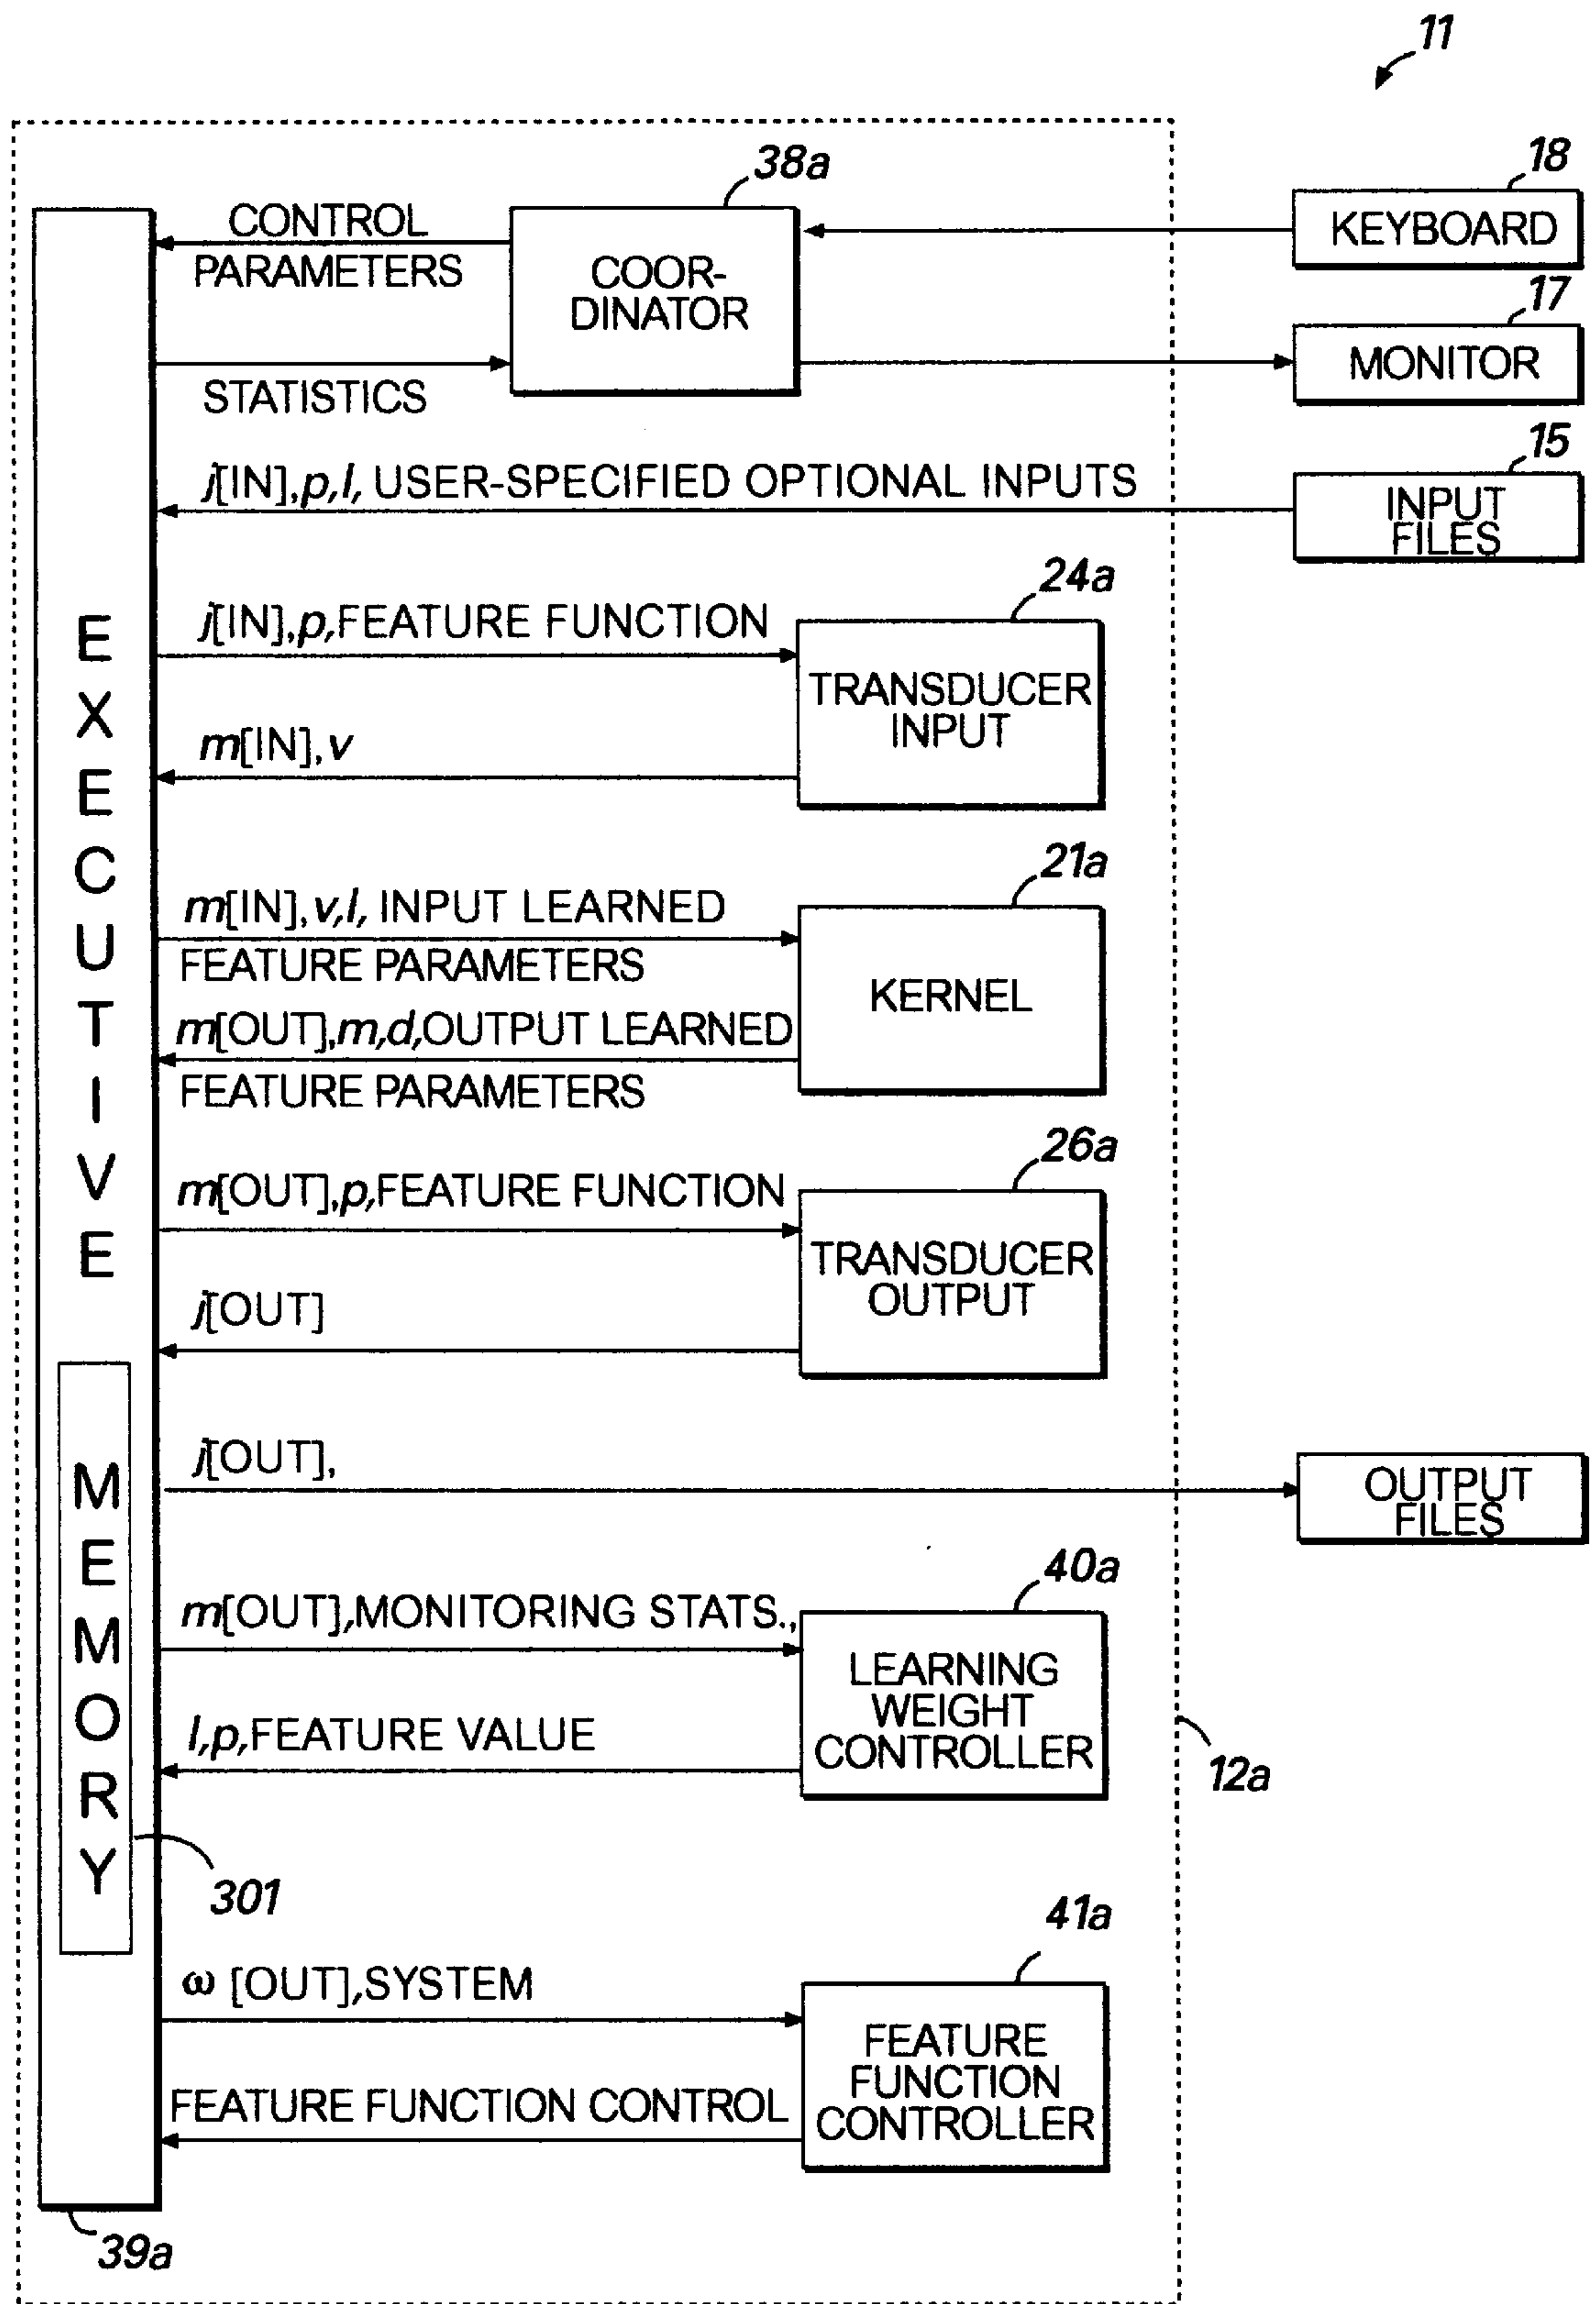 11
38a
18
CONTROL
PARAMETERS
COOR-
DINATOR
KEYBOARD
17
MONITOR
STATISTICS
15
j[IN],p,l, USER-SPECIFIED OPTIONAL INPUTS
INPUT
FILES
24a
j[IN],p,FEATURE FUNCTION
TRANSDUCER
INPUT
m[IN],v
21a
m[IN],v,l, INPUT LEARNED
FEATURE PARAMETERS
KERNEL
m[OUT],m,d,OUTPUT LEARNED
FEATURE PARAMETERS
26a
m[OUT],p,FEATURE FUNCTION
TRANSDUCER
OUTPUT
j[OUT]
EXECUTIVE
j[OUT],
OUTPUT
FILES
MEMORY
40a
m[OUT],MONITORING STATS.,
LEARNING
WEIGHT
CONTROLLER
l,p,FEATURE VALUE
12a
301
41a
ω [OUT],SYSTEM
FEATURE
FUNCTION
CONTROLLER
FEATURE FUNCTION CONTROL
39a